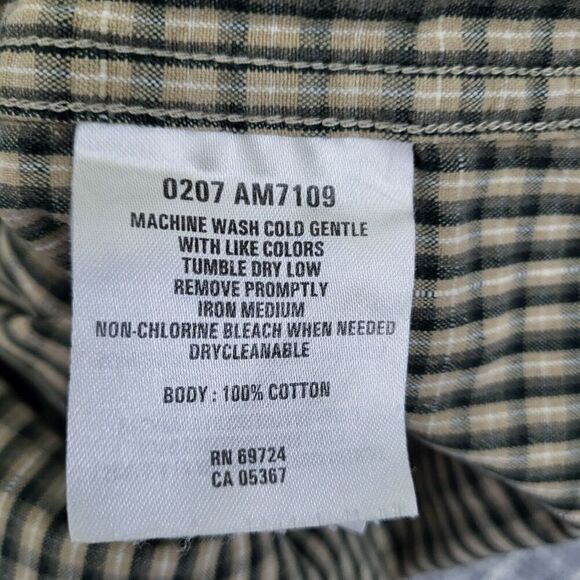 0207 AM7109
MACHINE WASH COLD GENTLE
WITH LIKE COLORS
TUMBLE DRY LOW
REMOVE PROMPTLY
IRON MEDIUM
NON-CHLORINE BLEACH WHEN NEEDED
DRYCLEANABLE
BODY : 100% COTTON
RN 69724
CA 05367